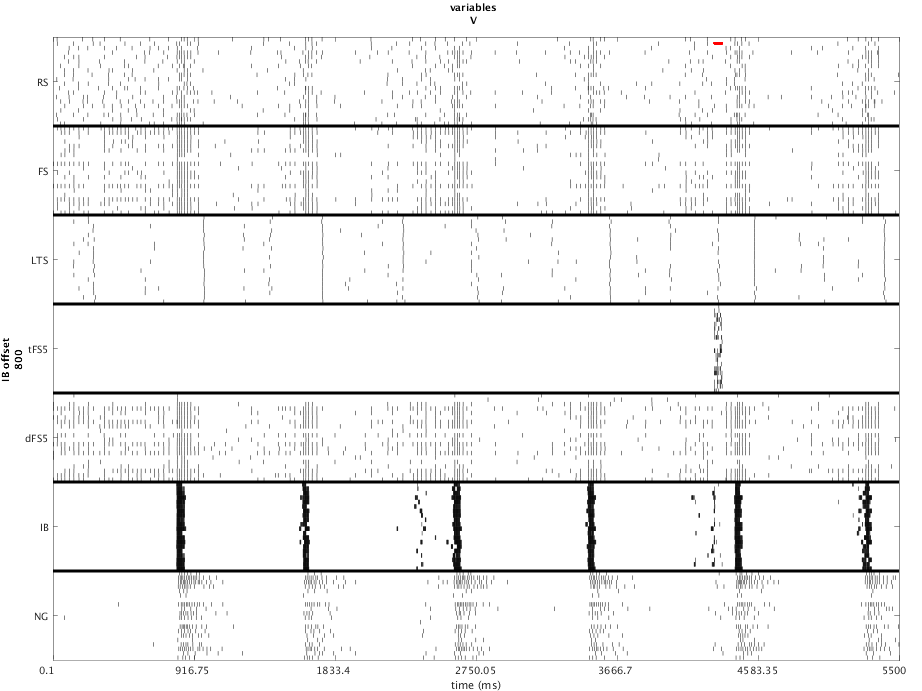 variables
V
RS
FS
LTS
tFS5
dFS5
IB
NG
IB offset
800
0.1 916.75 1833.4 2750.05 3666.7 4583.35 5500
time (ms)